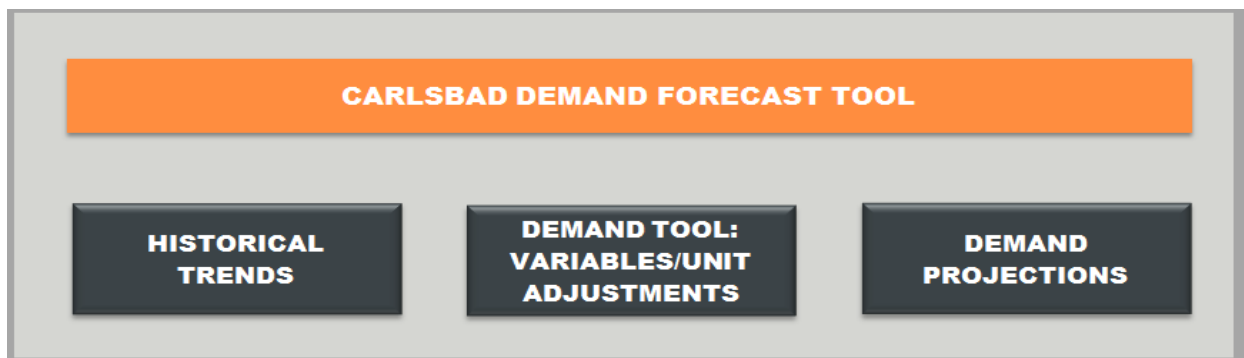 CARLSBAD DEMAND FORECAST TOOL
HISTORICAL
TRENDS
DEMAND TOOL:
VARIABLES/UNIT
ADJUSTMENTS
DEMAND
PROJECTIONS